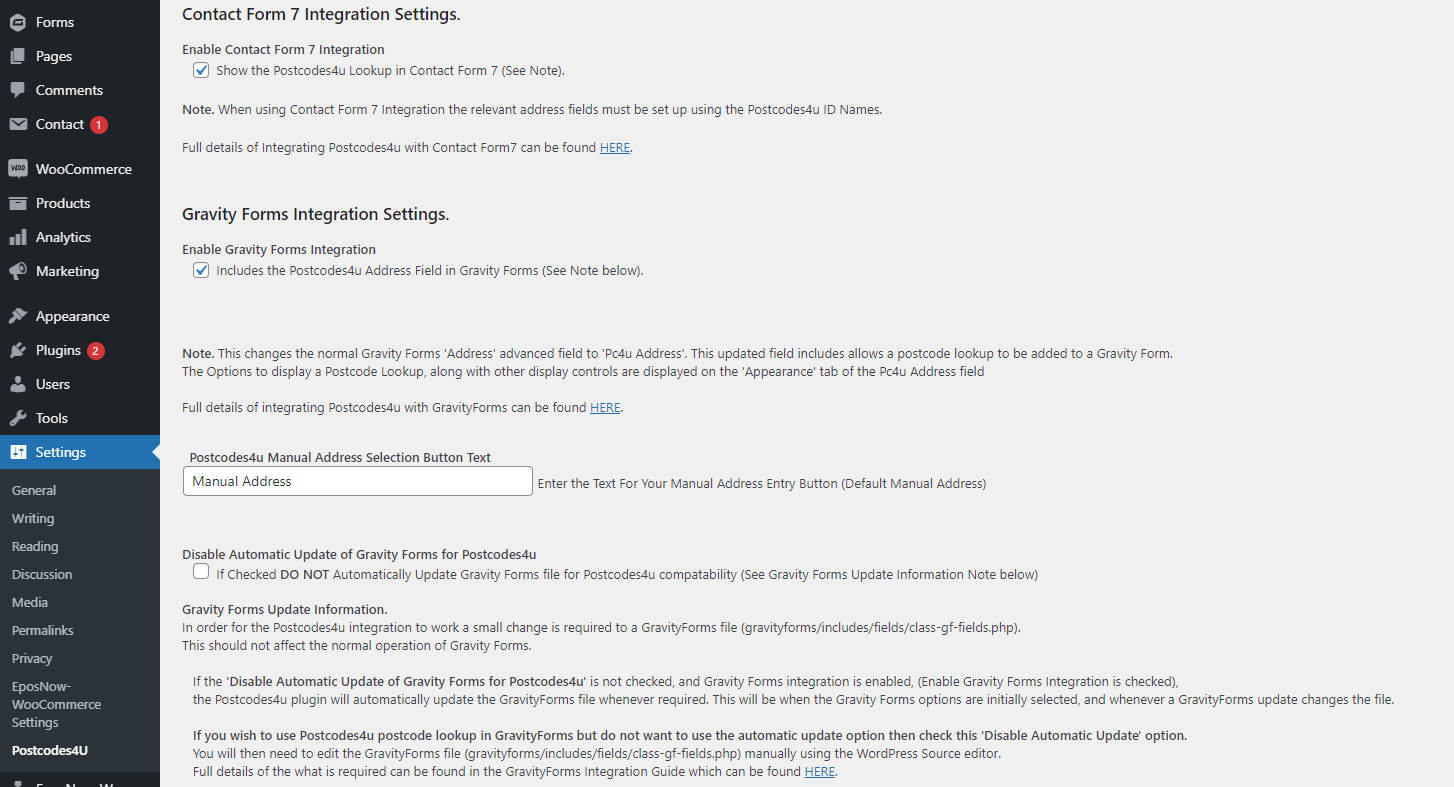 Forms
Pages
Comments
Contact 1
WOO WooCommerce
Products
Analytics
Marketing
Appearance
Plugins 2
Users
Tools
Settings
General
Writing
Reading
Discussion
Media
Permalinks
Privacy
EposNow-
WooCommerce
Settings
Postcodes4U
Contact Form 7 Integration Settings.
Enable Contact Form 7 Integration
Show the Postcodes4u Lookup in Contact Form 7 (See Note).
Note. When using Contact Form 7 Integration the relevant address fields must be set up using the Postcodes4u ID Names.
Full details of Integrating Postcodes4u with Contact Form7 can be found HERE.
Gravity Forms Integration Settings.
Enable Gravity Forms Integration
Includes the Postcodes4u Address Field in Gravity Forms (See Note below).
Note. This changes the normal Gravity Forms 'Address' advanced field to 'Pc4u Address'. This updated field includes allows a postcode lookup to be added to a Gravity Form.
The Options to display a Postcode Lookup, along with other display controls are displayed on the 'Appearance' tab of the Pc4u Address field
Full details of integrating Postcodes4u with GravityForms can be found HERE.
Postcodes4u Manual Address Selection Button Text
Manual Address Enter the Text For Your Manual Address Entry Button (Default Manual Address)
Disable Automatic Update of Gravity Forms for Postcodes4u
If Checked DO NOT Automatically Update Gravity Forms file for Postcodes4u compatability (See Gravity Forms Update Information Note below)
Gravity Forms Update Information.
In order for the Postcodes4u integration to work a small change is required to a GravityForms file (gravityforms/includes/fields/class-gf-fields.php).
This should not affect the normal operation of Gravity Forms.
If the 'Disable Automatic Update of Gravity Forms for Postcodes4u' is not checked, and Gravity Forms integration is enabled, (Enable Gravity Forms Integration is checked),
the Postcodes4u plugin will automatically update the GravityForms file whenever required. This will be when the Gravity Forms options are initially selected, and whenever a GravityForms update changes the file.
If you wish to use Postcodes4u postcode lookup in GravityForms but do not want to use the automatic update option then check this 'Disable Automatic Update' option.
You will then need to edit the GravityForms file (gravityforms/includes/fields/class-gf-fields.php) manually using the WordPress Source editor.
Full details of the what is required can be found in the GravityForms Integration Guide which can be found HERE.